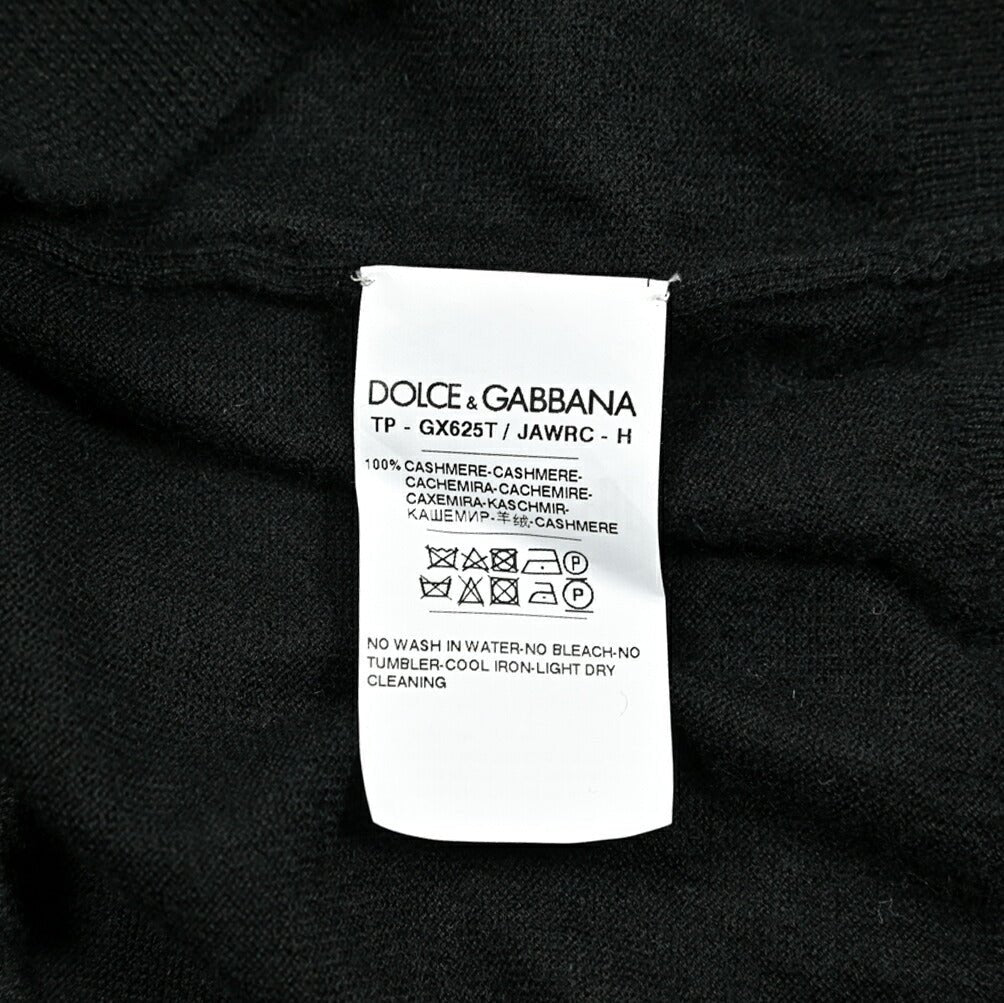 DOLCE & GABBANA
TP - GX625T / JAWRC - H
100% CASHMERE-CASHMERE-
CACHEMIRA-CACHEMIRE-
CAXEMIRA-KASCHMIR-
КАШЕМИР-羊绒-CASHMERE
P
P
NO WASH IN WATER-NO BLEACH-NO
TUMBLER-COOL IRON-LIGHT DRY
CLEANING